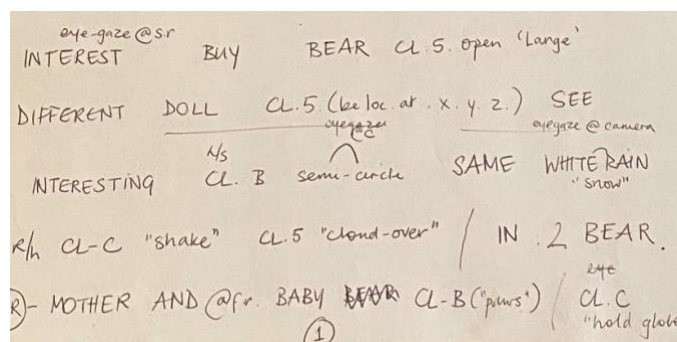 eye-gaze @ s.r
INTEREST BUY BEAR CL 5. open 'Large'
DIFFERENT DOLL CL.5. (be loc. at . x. y. z.) SEE
eyegaze @ camera
N/S
INTERESTING CL. B semi-circle SAME WHITE RAIN
"snow"
R/h CL-C "shake" CL.5 "cloud-over" / IN . 2 BEAR.
eye
R - MOTHER AND @ fr. BABY CL-B ("paws") / CL.C
"hold globe
1